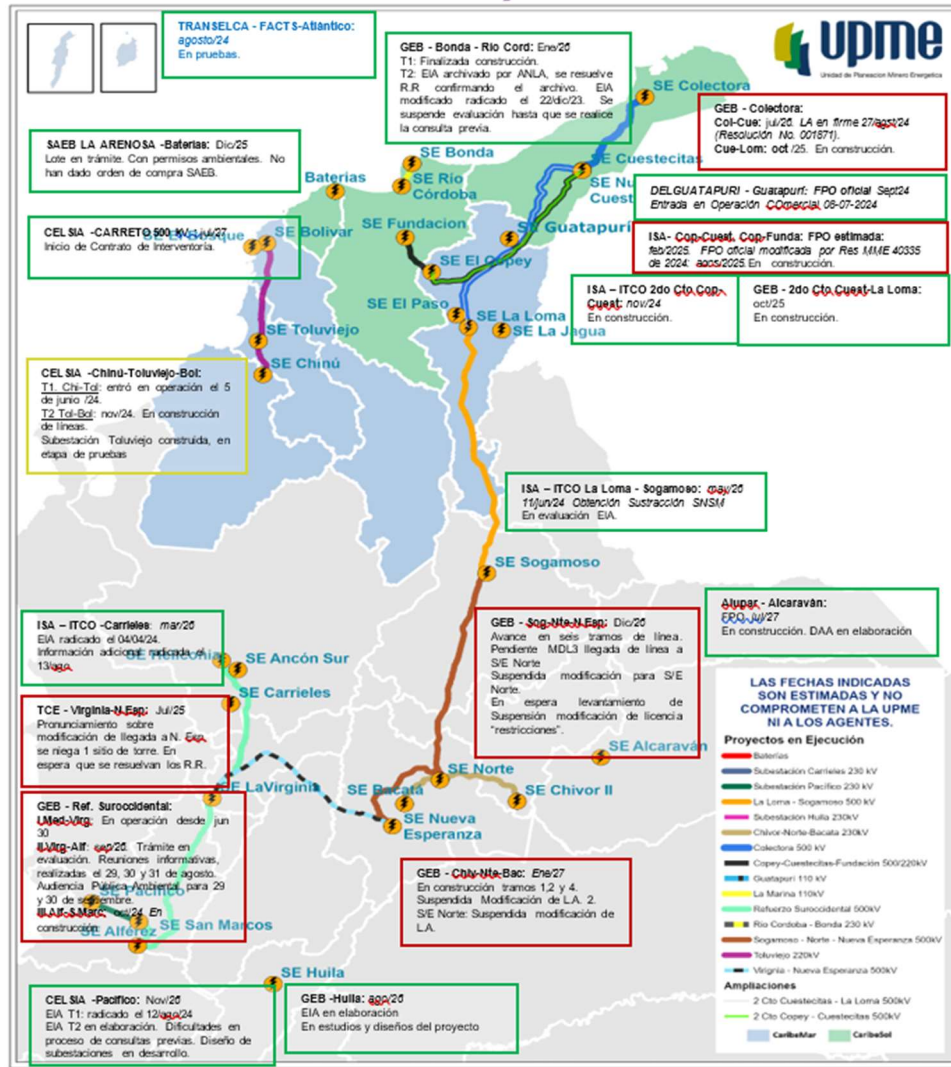 TRANSELCA - FACTS-Atlántico:
agosto/24
En pruebas.
GEB - Bonda - Rio Cord: Ene/26
T1: Finalizada construcción.
T2: EIA archivado por ANLA, se resuelve
R.R confirmando el archivo. EIA
modificado radicado el 22/dic/23. Se
suspende evaluación hasta que se realice
la consulta previa.
upme
Unidad de Planeación Minero Energética
SE Colectora
GEB - Colectora:
Col-Cue: jul/26. LA en firme 27/agst/24
(Resolución No. 001871).
Cue-Lom: oct /25. En construcción.
SAEB LA ARENOSA -Baterías: Dic/25
Lote en trámite. Con permisos ambientales. No
han dado orden de compra SAEB.
SE Bonda
SE Río
Córdoba
Baterias
SE Cuestecitas
SE Nu
Cuest
DELGUATAPURI - Guatapurí: FPO oficial Sept24
Entrada en Operación COmercial 06-07-2024
CELSIA -CARRETO 500 kV.: jul/27
Inicio de Contrato de Interventoría.
SE El Bosque
SE Bolivar
SE Fundacion
SE Guatapurí
ISA- Cop-Cuest, Cop-Funda: FPO estimada:
feb/2025. FPO oficial modificada por Res MME 40335
de 2024: agos/2025. En construcción.
SE El Copey
ISA – ITCO 2do Cto Cop-
Cuest: nov/24
En construcción.
GEB - 2do Cto Cuest-La Loma:
oct/25
En construcción.
SE El Paso
SE La Loma
SE La Jagua
SE Toluviejo
SE Chinú
CELSIA -Chinú-Toluviejo-Bol:
T1. Chi-Tol: entró en operación el 5
de junio /24.
T2 Tol-Bol: nov/24. En construcción
de líneas.
Subestación Toluviejo construida, en
etapa de pruebas
ISA – ITCO La Loma - Sogamoso: may/26
11/jun/24 Obtención Sustracción SNSM
En evaluación EIA.
SE Sogamoso
ISA – ITCO -Carrieles: mar/26
EIA radicado el 04/04/24.
Información adicional radicada el
13/ago.
SE Heliconia
SE Ancón Sur
SE Carrieles
GEB - Sog-Nte-N.Esp: Dic/26
Avance en seis tramos de línea.
Pendiente MDL3 llegada de línea a
S/E Norte
Suspendida modificación para S/E
Norte.
En espera levantamiento de
Suspensión modificación de licencia
“restricciones”.
Alupar - Alcaraván:
FPO jul/27
En construcción. DAA en elaboración
TCE - Virginia-N.Esp: Jul/25
Pronunciamiento sobre
modificación de llegada a N. Esp.
se niega 1 sitio de torre. En
espera que se resuelvan los R.R.
SE Alcaraván
SE Norte
SE Bacatá
SE Chivor II
SE LaVirginia
SE Nueva
Esperanza
GEB - Ref. Suroccidental:
I.Med-Virg: En operación desde jun
30
II.Virg-Alf: sep/26. Trámite en
evaluación. Reuniones informativas,
realizadas el 29, 30 y 31 de agosto.
Audiencia Pública Ambiental para 29
y 30 de septiembre.
III.Alf-S.Marc: oct/24 En
construcción
SE Pacífico
SE San Marcos
SE Alférez
GEB - Chiv-Nte-Bac: Ene/27
En construcción tramos 1,2 y 4.
Suspendida Modificación de L.A. 2.
S/E Norte: Suspendida modificación de
L.A.
SE Huila
CELSIA -Pacífico: Nov/26
EIA T1: radicado el 12/ago/24
EIA T2 en elaboración. Dificultades en
proceso de consultas previas. Diseño de
subestaciones en desarrollo.
GEB -Huila: ago/26
EIA en elaboración
En estudios y diseños del proyecto
LAS FECHAS INDICADAS
SON ESTIMADAS Y NO
COMPROMETEN A LA UPME
NI A LOS AGENTES.
Proyectos en Ejecución
Baterías
Subestación Carrieles 230 kV
Subestación Pacífico 230 kV
La Loma - Sogamoso 500 kV
Subestación Huila 230kV
Chivor-Norte-Bacata 230kV
Colectora 500 kV
Copey-Cuestecitas-Fundación 500/220kV
Guatapurí 110 kV
La Marina 110kV
Refuerzo Suroccidental 500kV
Rio Cordoba - Bonda 230 kV
Sogamoso - Norte - Nueva Esperanza 500kV
Toluviejo 220kV
Virignia - Nueva Esperanza 500kV
Ampliaciones
2 Cto Cuestecitas - La Loma 500kV
2 Cto Copey - Cuestecitas 500kV
CaribeMar
CaribeSol